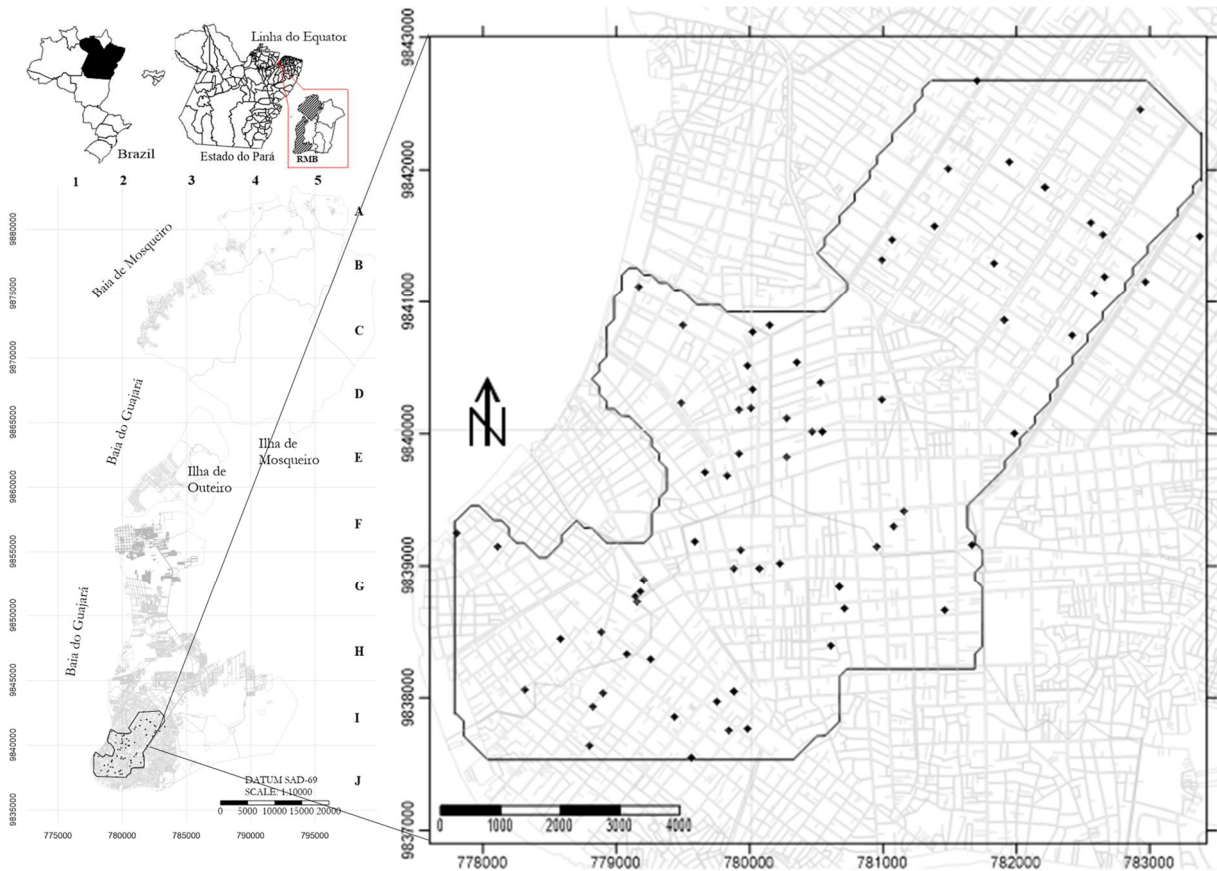 Linha do Equator
Brazil
Estado do Pará
RMB
1
2
3
4
5
A
B
C
D
E
F
G
H
I
J
Baia de Mosqueiro
Baia do Guajará
Ilha de
Mosqueiro
Ilha de
Outeiro
Baia do Guajará
9880000
9875000
9870000
9865000
9860000
9855000
9850000
9845000
9840000
9835000
DATUM SAD-69
SCALE: 1:10000
0
5000
10000
15000
20000
775000
780000
785000
790000
795000
9843000
9842000
9841000
9840000
9839000
9838000
9837000
N
0
1000
2000
3000
4000
778000
779000
780000
781000
782000
783000